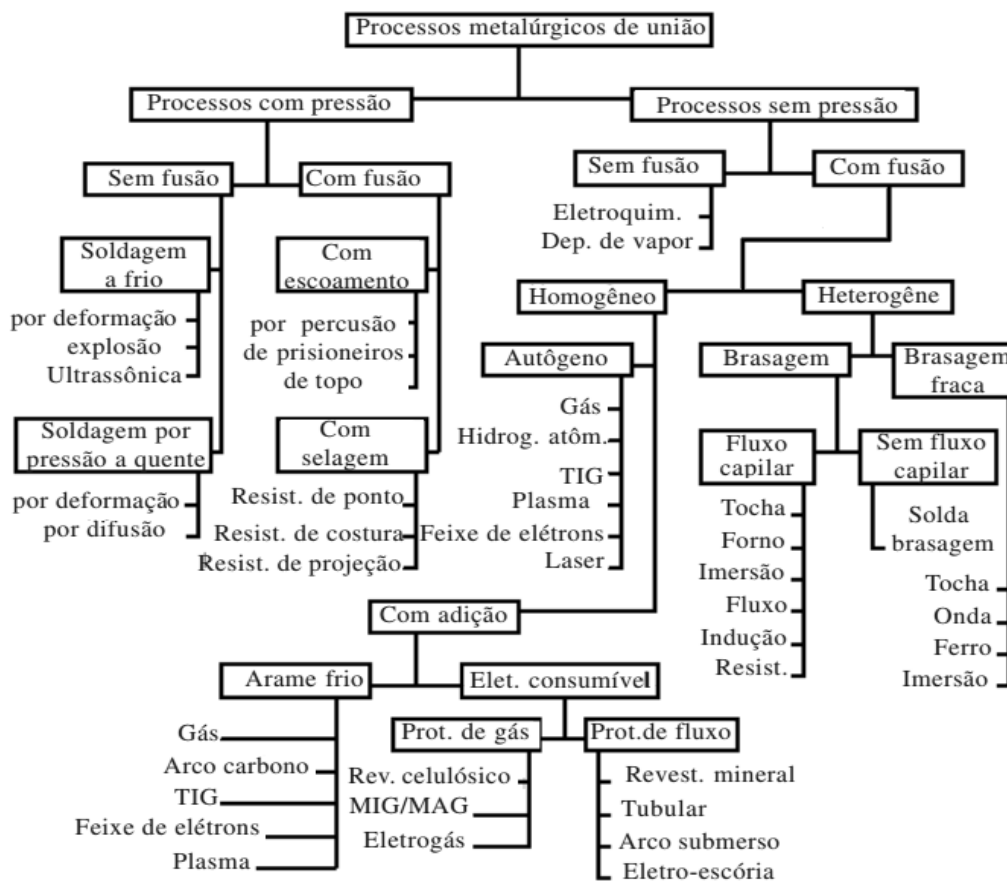 Processos metalúrgicos de união
Processos com pressão
Processos sem pressão
Sem fusão
Com fusão
Sem fusão
Com fusão
Eletroquim.
Dep. de vapor
Soldagem
a frio
Com
escoamento
Homogêneo
Heterogêne
por deformação
explosão
Ultrassônica
por percusão
de prisioneiros
de topo
Autôgeno
Brasagem
Brasagem
fraca
Gás
Hidrog. atôm.
TIG
Plasma
Feixe de elétrons
Laser
Soldagem por
pressão a quente
Com
selagem
Fluxo
capilar
Sem fluxo
capilar
por deformação
por difusão
Resist. de ponto
Resist. de costura
Resist. de projeção
Tocha
Forno
Imersão
Fluxo
Indução
Resist.
Solda
brasagem
Tocha
Onda
Ferro
Imersão
Com adição
Arame frio
Elet. consumível
Gás
Arco carbono
TIG
Feixe de elétrons
Plasma
Prot. de gás
Prot.de fluxo
Rev. celulósico
MIG/MAG
Eletrogás
Revest. mineral
Tubular
Arco submerso
Eletro-escória